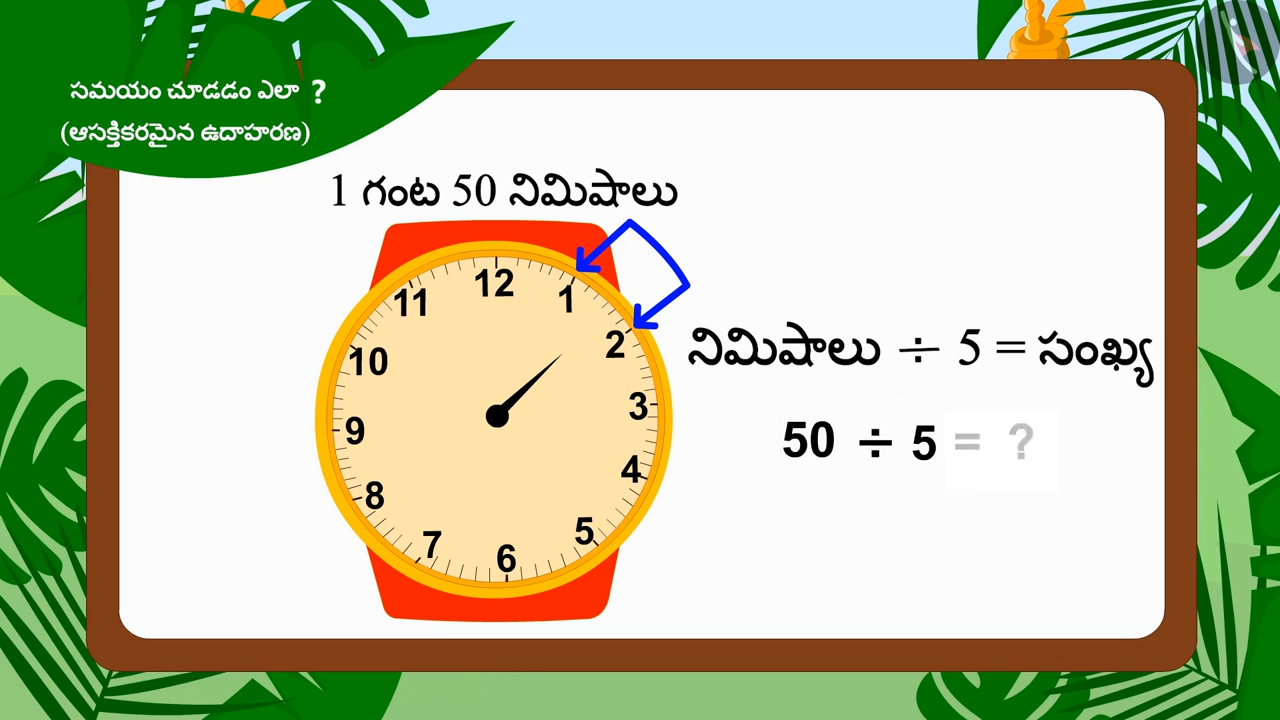 సమయం చూడడం ఎలా ?
(ఆసక్తికరమైన ఉదాహరణ)
1 గంట 50 నిమిషాలు
12
1
2
3
4
5
6
7
8
9
10
11
నిమిషాలు ÷ 5 = సంఖ్య
50 ÷ 5 = ?